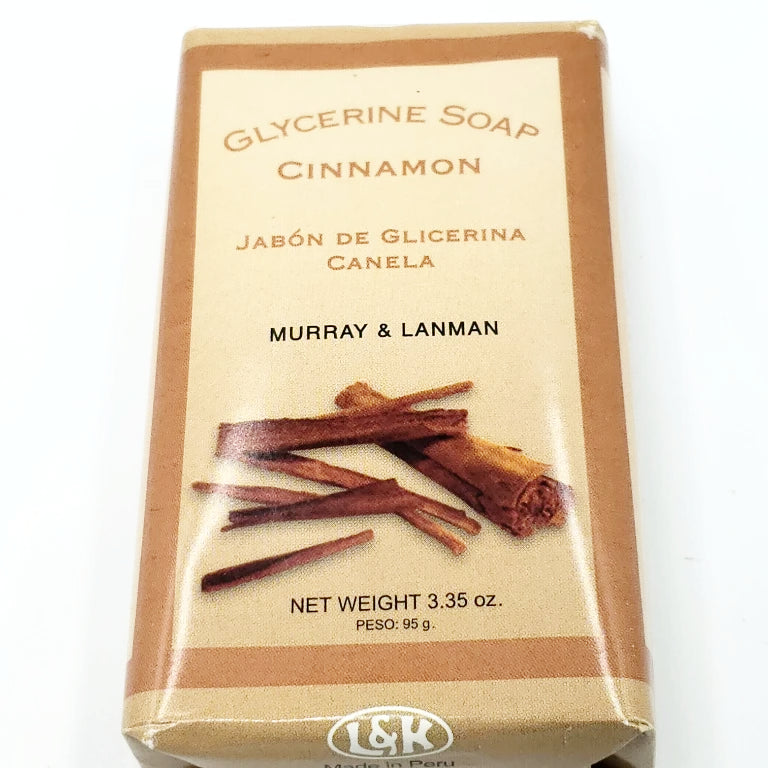 GLYCERINE SOAP
CINNAMON
JABÓN DE GLICERINA
CANELA
MURRAY & LANMAN
NET WEIGHT 3.35 oz.
PESO: 95 g.
L&K
Made in Peru